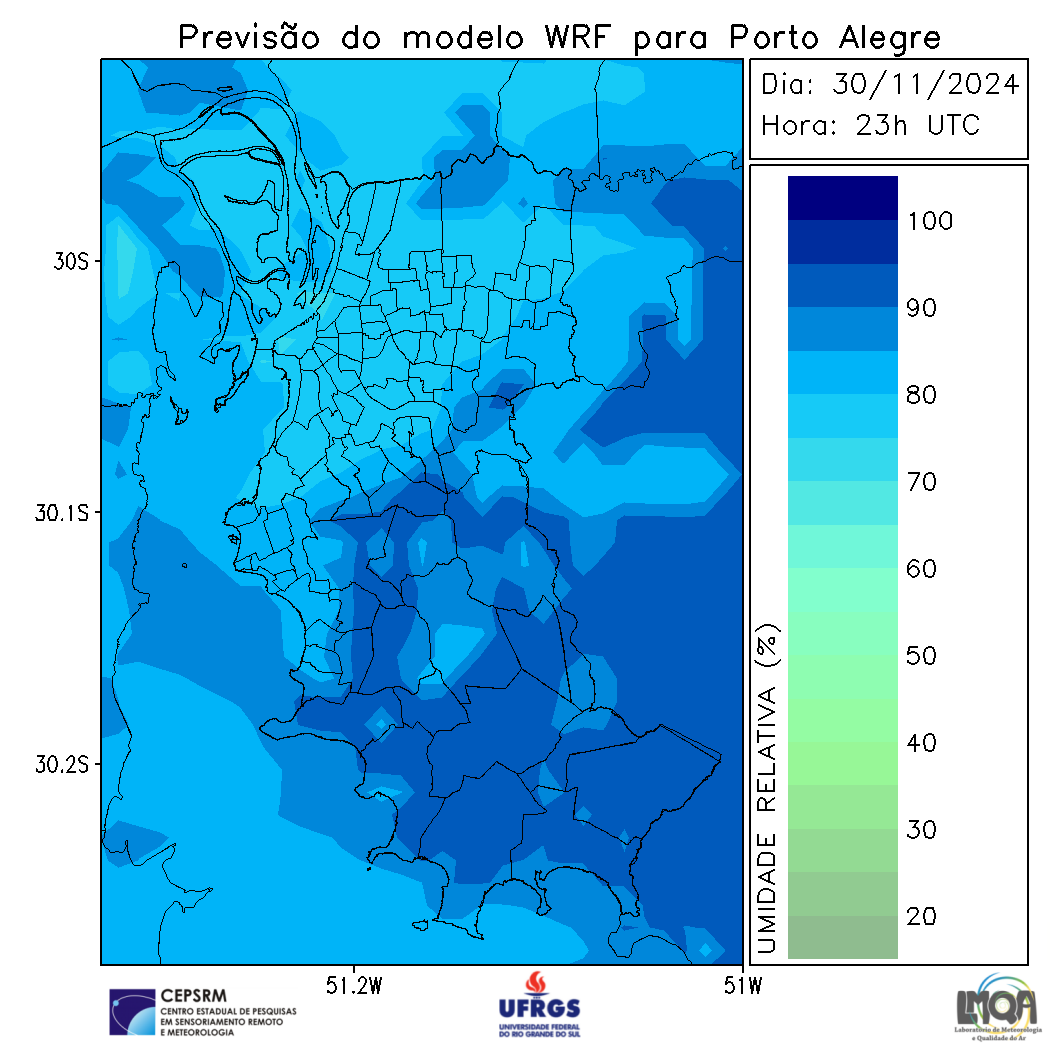 Previsão do modelo WRF para Porto Alegre
Dia: 30/11/2024
Hora: 23h UTC
100
90
80
70
60
50
40
30
20
UMIDADE RELATIVA (%)
30S
30.1S
30.2S
51.2W
51W
CEPSRM
CENTRO ESTADUAL DE PESQUISAS
EM SENSORIAMENTO REMOTO
E METEOROLOGIA
UFRGS
UNIVERSIDADE FEDERAL
DO RIO GRANDE DO SUL
LMQA
Laboratório de Meteorologia
e Qualidade do Ar